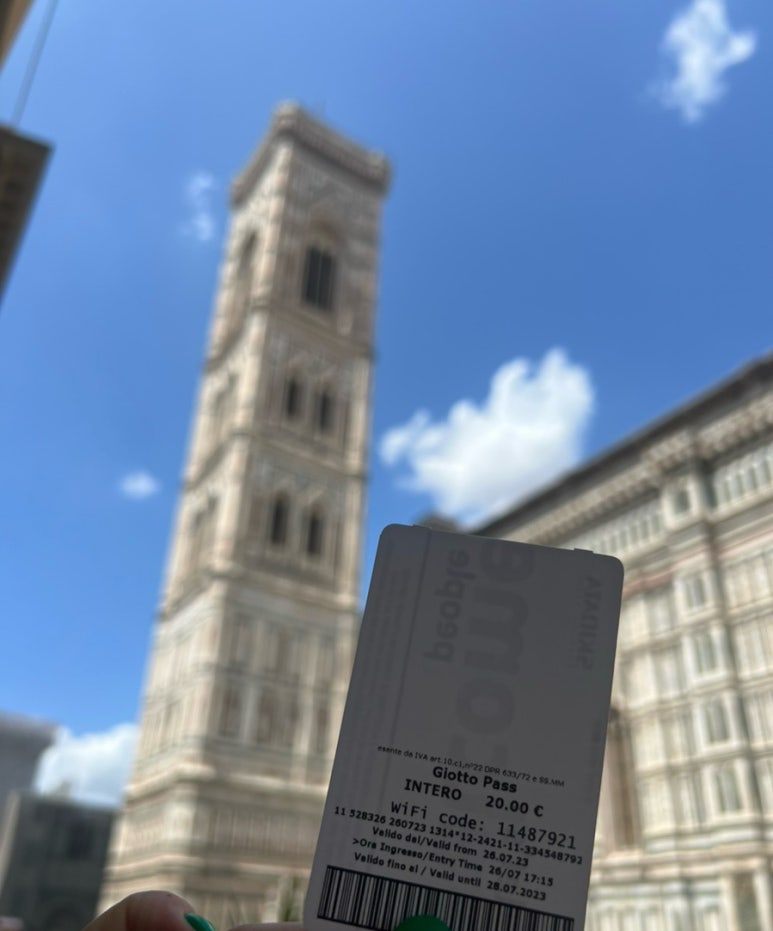 people
come
esente da IVA art.10,c1,n°22 DPR 633/72 e SS.MM
Giotto Pass
INTERO 20.00 €
WiFi code: 11487921
11 528326 260723 1314*12-2421-11-334548792
Valido dal/Valid from 26.07.23
>Ora Ingresso/Entry Time 26/07 17:15
Valido fino al / Valid until 28.07.2023